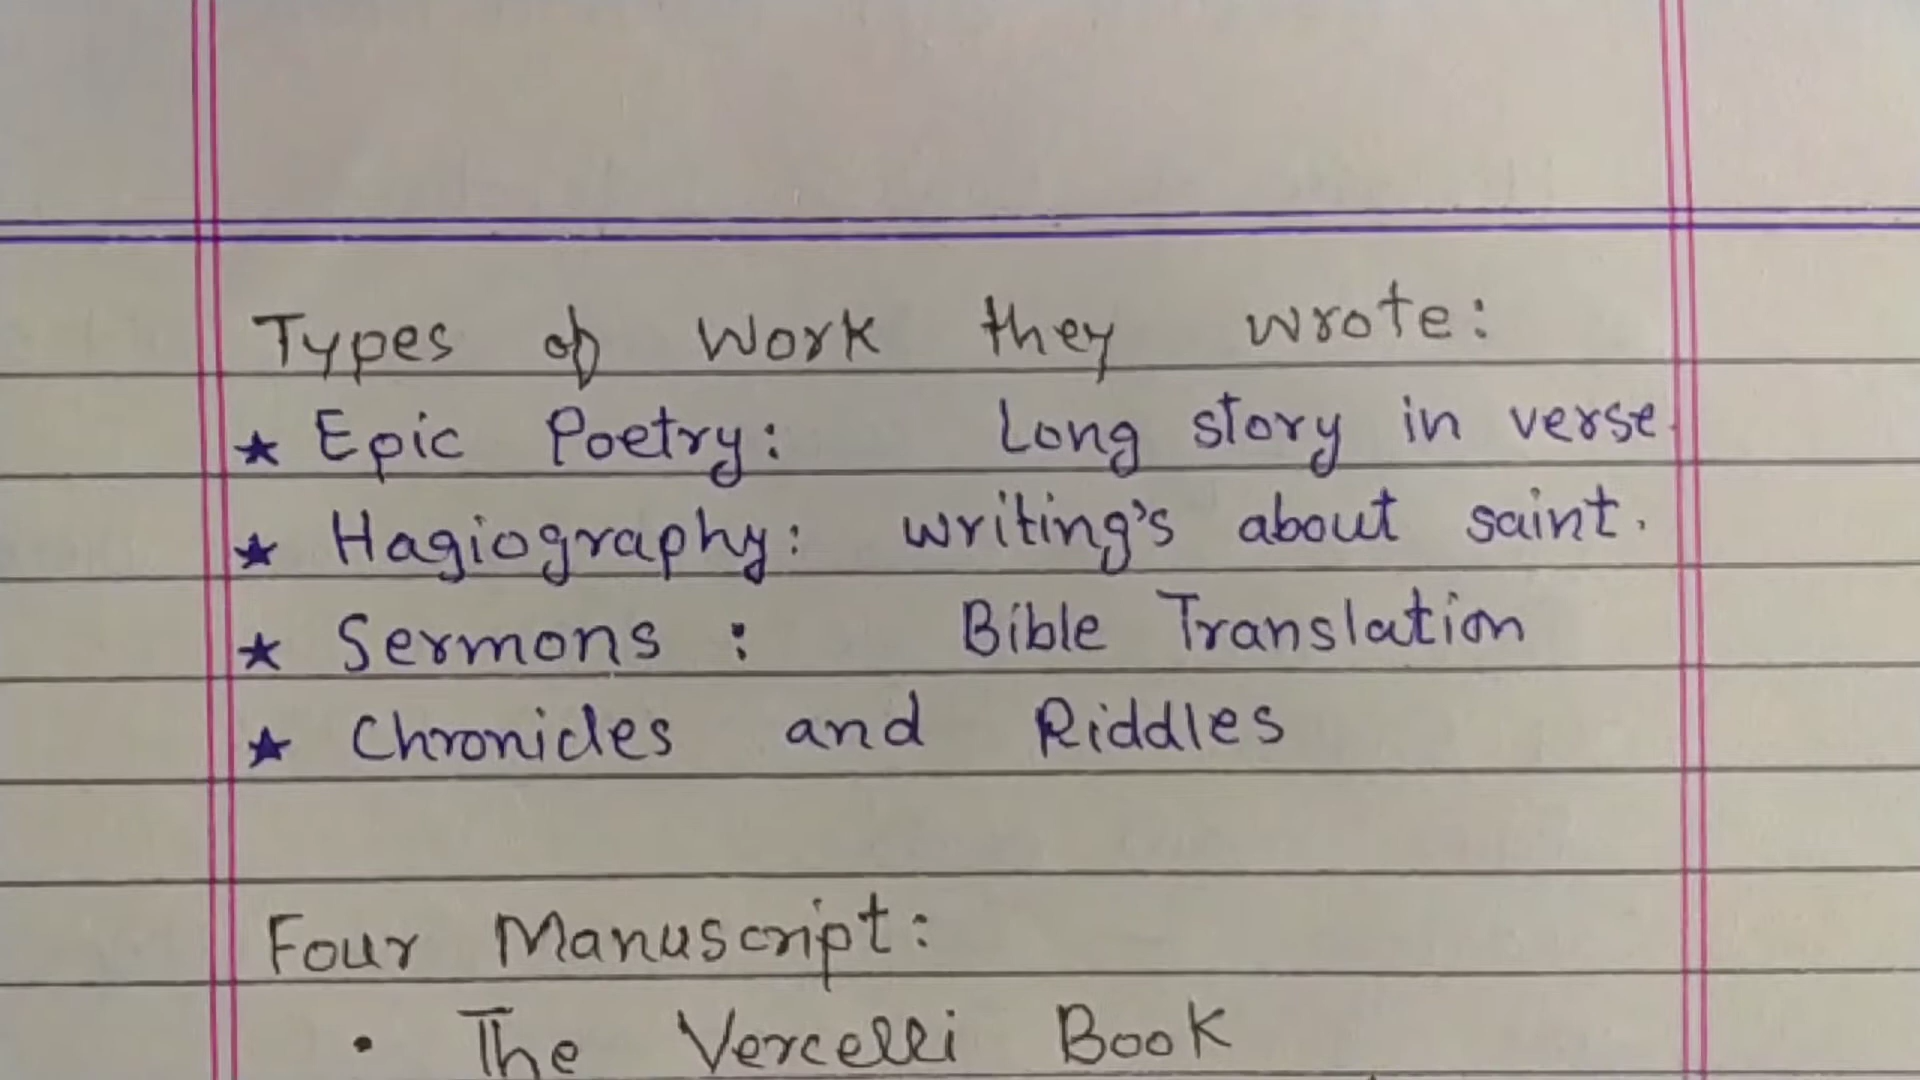 Types of Work they wrote:
★ Epic Poetry: Long story in verse.
★ Hagiography: writing's about saint.
★ Sermons : Bible Translation
★ Chronicles and Riddles
Four Manuscript:
• The Vercelli Book